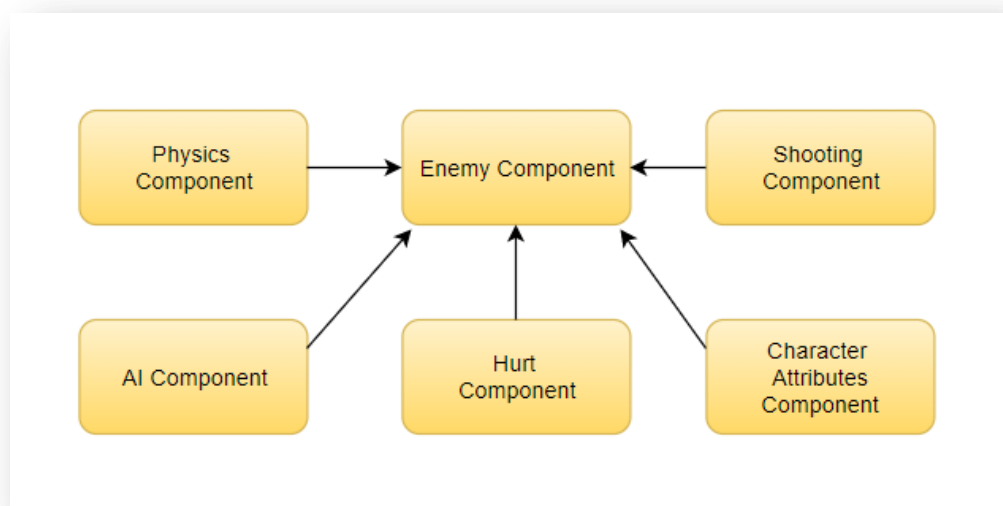 Physics
Component
Enemy Component
Shooting
Component
AI Component
Hurt
Component
Character
Attributes
Component